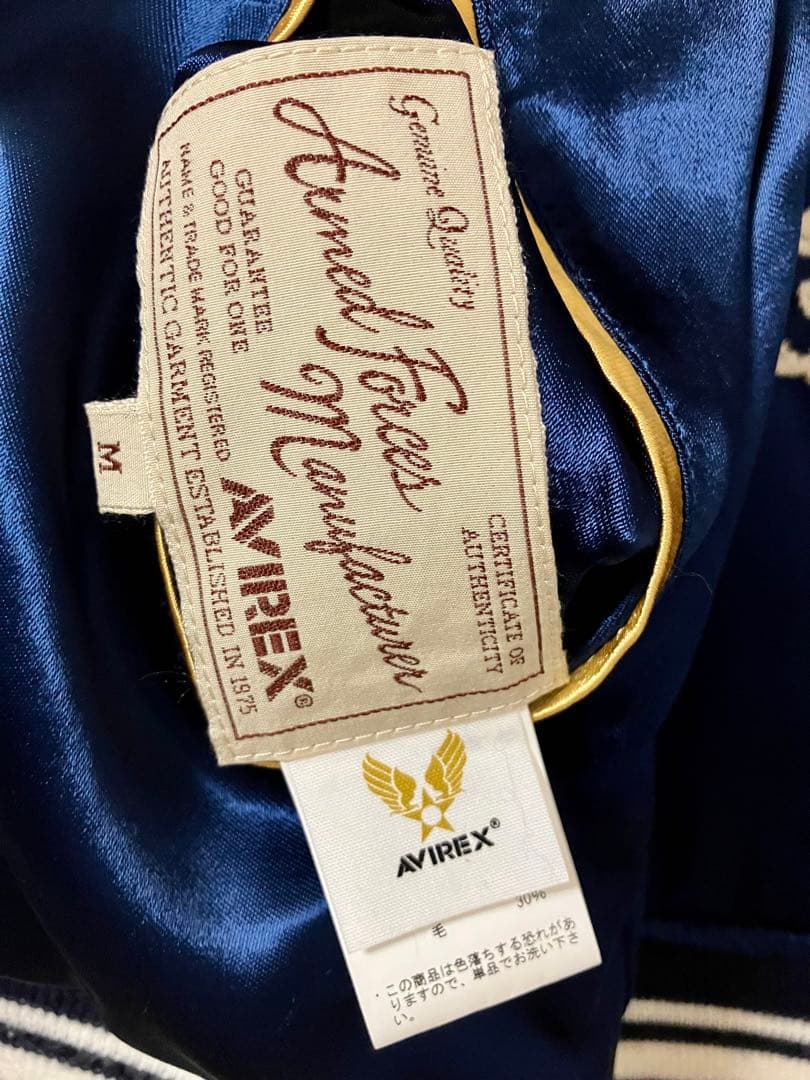 Genuine Quality
CERTIFICATE OF
AUTHENTICITY
Armed Forces
Manufacturer
GUARANTEE
GOOD FOR ONE
NAME & TRADE MARK REGISTERED
AVIREX®
AUTHENTIC GARMENT ESTABLISHED IN 1975
M
AVIREX®
30%
毛
・この商品は色落ちする恐れがあ
りますので、単品でお洗い下さ
い。